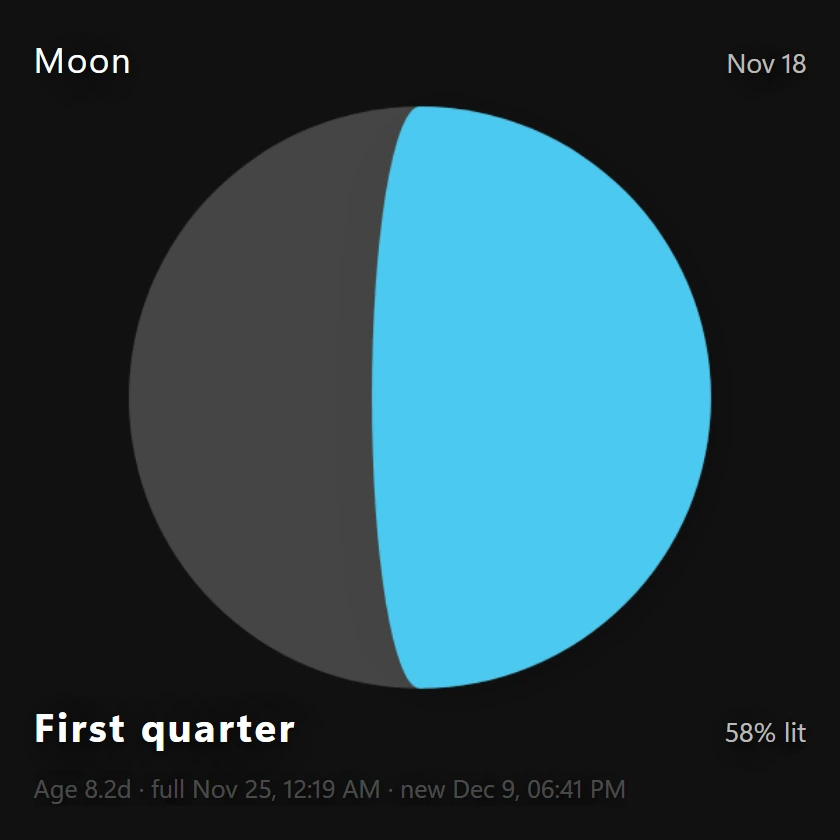 Moon
Nov 18
First quarter
58% lit
Age 8.2d · full Nov 25, 12:19 AM · new Dec 9, 06:41 PM